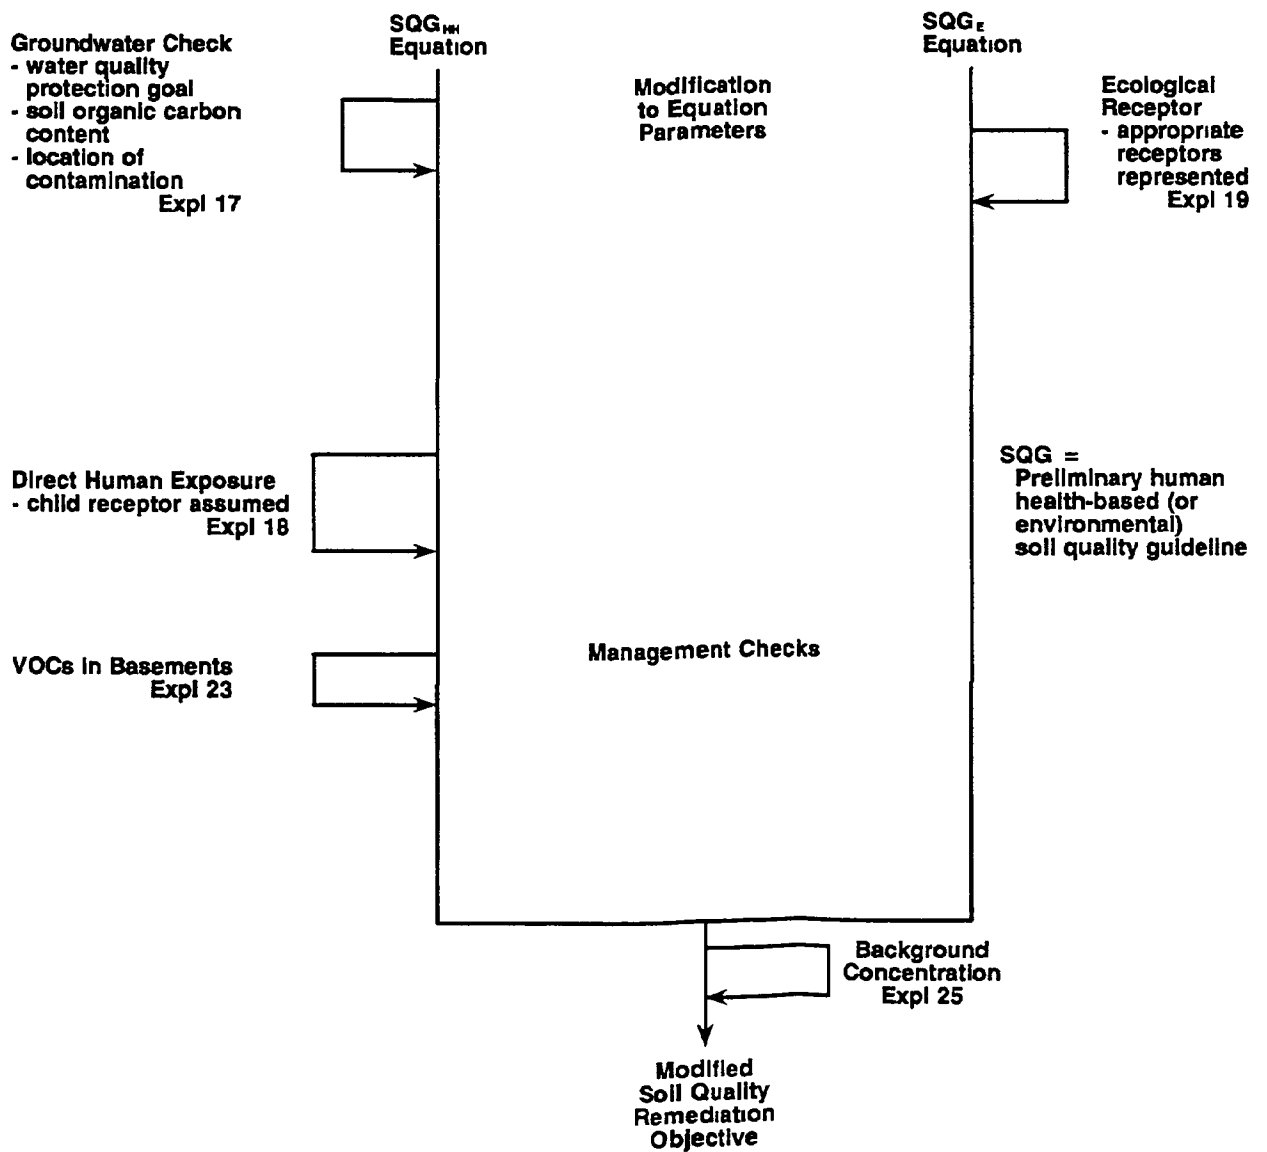 SQG HH
Equation
SQG E
Equation
Groundwater Check
- water quality
protection goal
- soil organic carbon
content
- location of
contamination
Expl 17
Modification
to Equation
Parameters
Ecological
Receptor
- appropriate
receptors
represented
Expl 19
Direct Human Exposure
- child receptor assumed
Expl 18
SQG =
Preliminary human
health-based (or
environmental)
soil quality guideline
VOCs in Basements
Expl 23
Management Checks
Background
Concentration
Expl 25
Modified
Soil Quality
Remediation
Objective